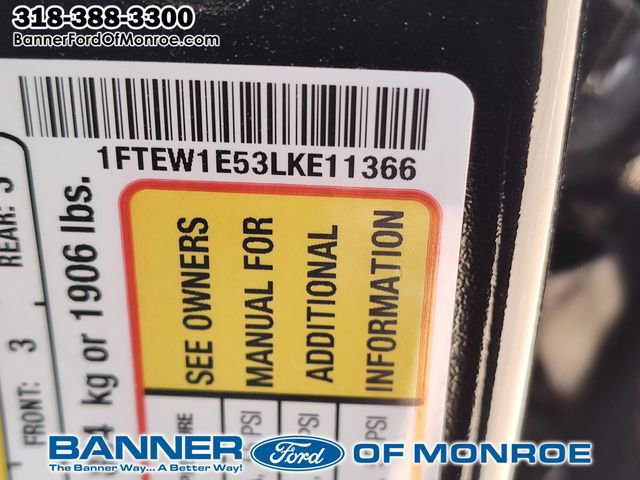 318-388-3300
BannerFordOfMonroe.com
1FTEW1E53LKE11366
REAR: 3
FRONT: 3
kg or 1906 lbs.
SEE OWNERS
MANUAL FOR
ADDITIONAL
INFORMATION
PSI
PSI
PSI
BANNER Ford OF MONROE
The Banner Way... A Better Way!